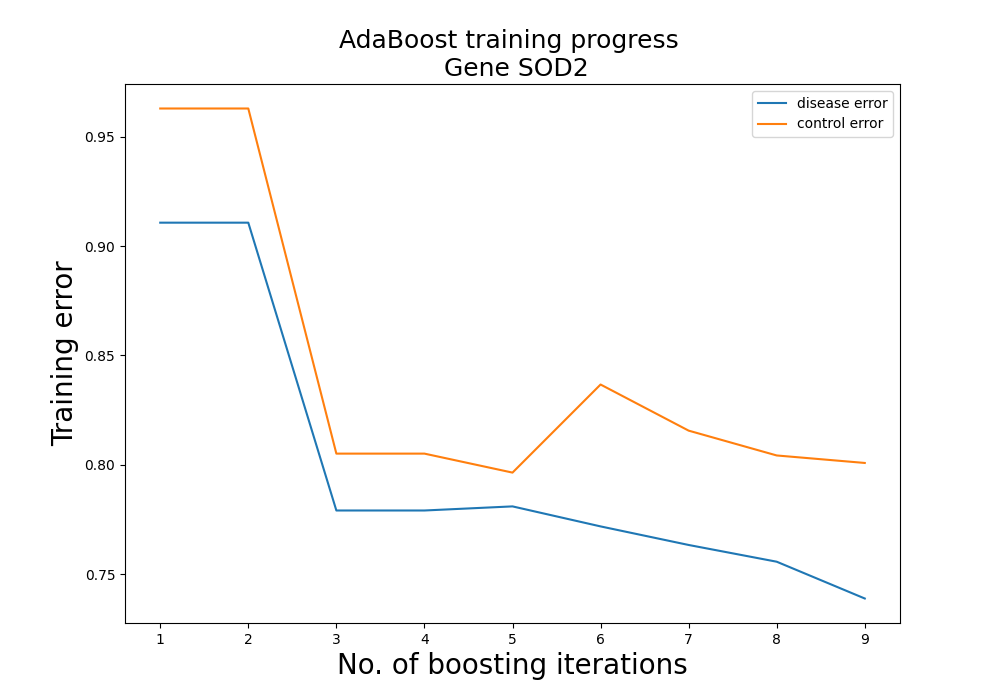 AdaBoost training progress
Gene SOD2
disease error
control error
Training error
0.95
0.90
0.85
0.80
0.75
1 2 3 4 5 6 7 8 9
No. of boosting iterations